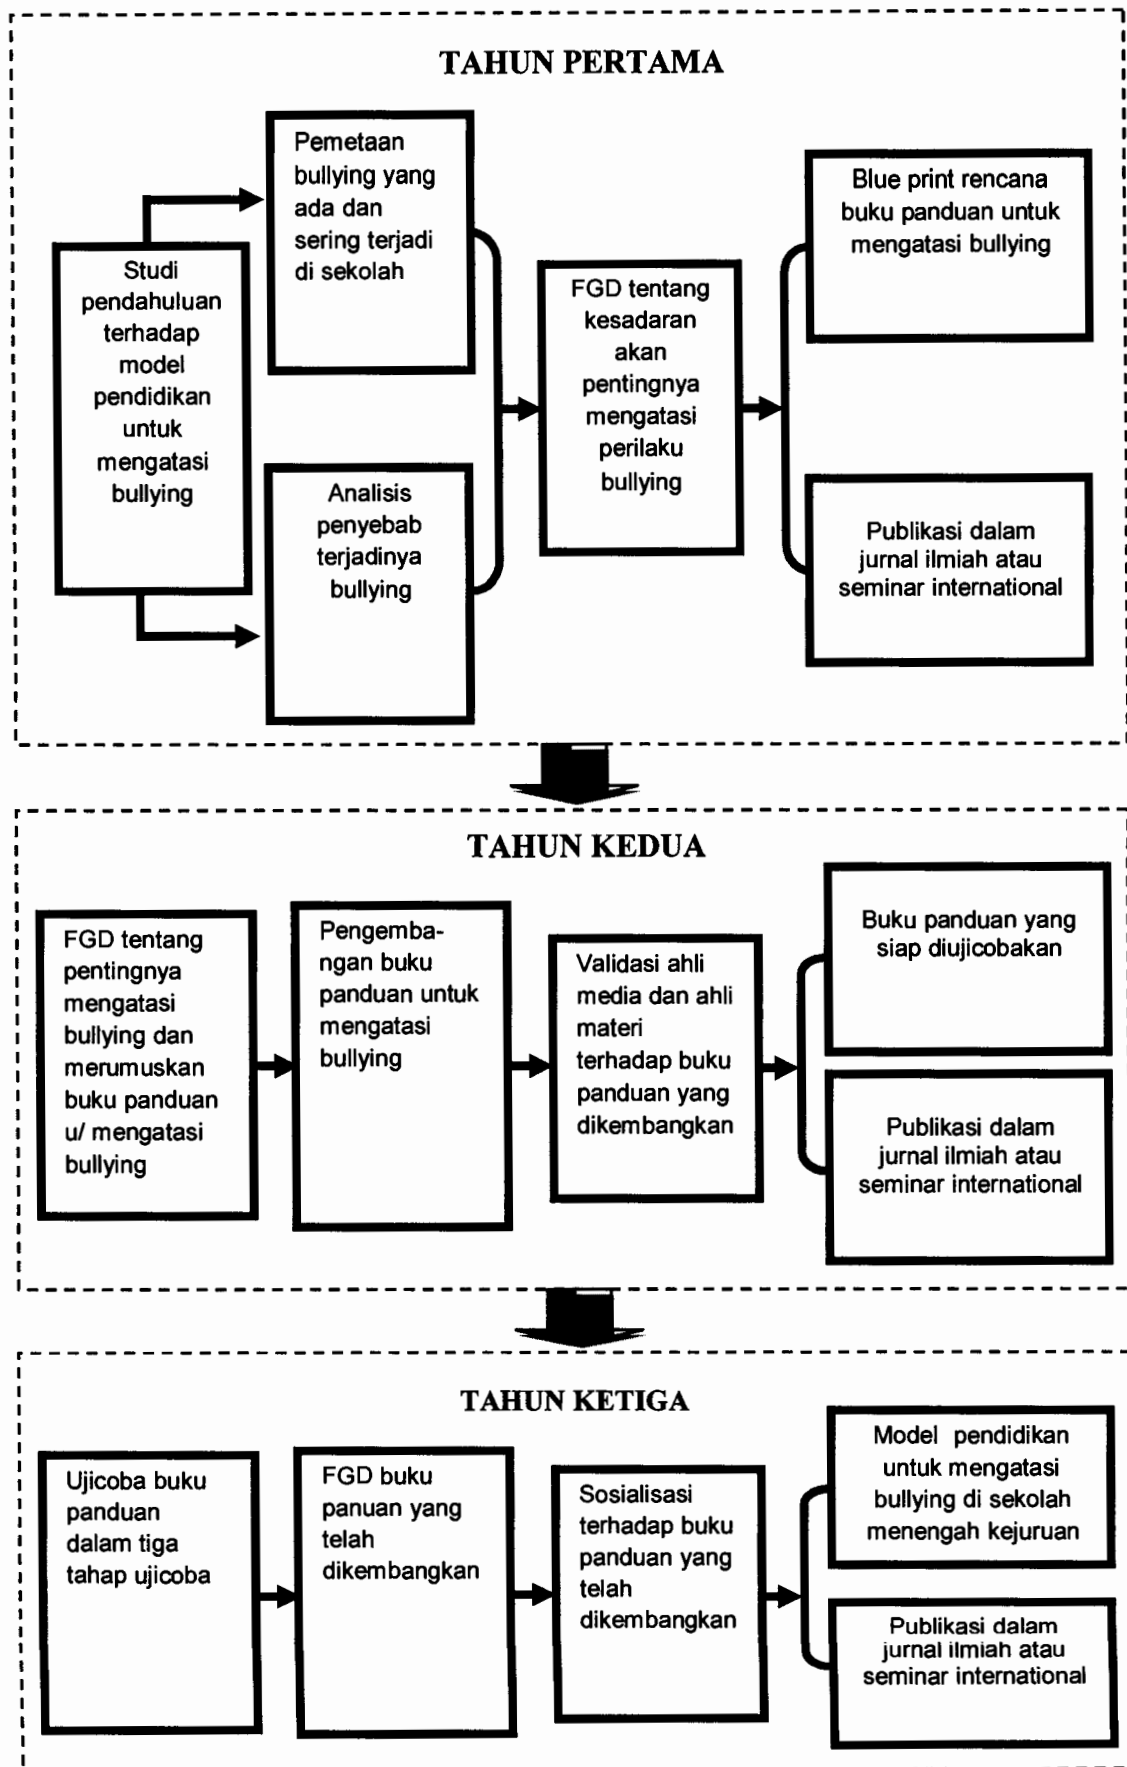 TAHUN PERTAMA
Studi
pendahuluan
terhadap
model
pendidikan
untuk
mengatasi
bullying
Pemetaan
bullying yang
ada dan
sering terjadi
di sekolah
Analisis
penyebab
terjadinya
bullying
FGD tentang
kesadaran
akan
pentingnya
mengatasi
perilaku
bullying
Blue print rencana
buku panduan untuk
mengatasi bullying
Publikasi dalam
jurnal ilmiah atau
seminar international
TAHUN KEDUA
FGD tentang
pentingnya
mengatasi
bullying dan
merumuskan
buku panduan
u/ mengatasi
bullying
Pengemba-
ngan buku
panduan untuk
mengatasi
bullying
Validasi ahli
media dan ahli
materi
terhadap buku
panduan yang
dikembangkan
Buku panduan yang
siap diujicobakan
Publikasi dalam
jurnal ilmiah atau
seminar international
TAHUN KETIGA
Ujicoba buku
panduan
dalam tiga
tahap ujicoba
FGD buku
panuan yang
telah
dikembangkan
Sosialisasi
terhadap buku
panduan yang
telah
dikembangkan
Model pendidikan
untuk mengatasi
bullying di sekolah
menengah kejuruan
Publikasi dalam
jurnal ilmiah atau
seminar international